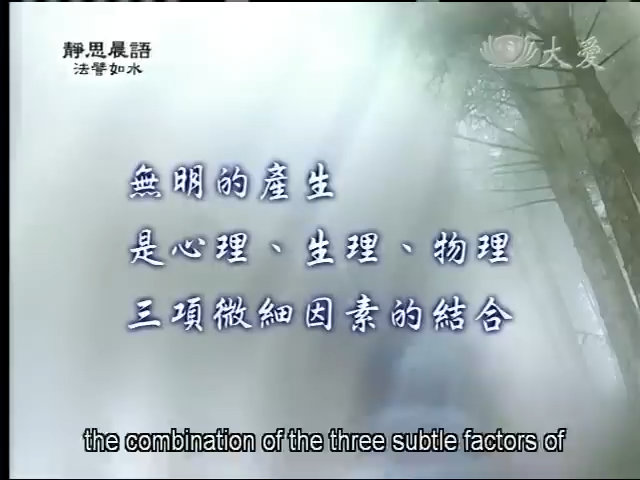 靜思晨語
法譬如水
大愛
無明的產生
是心理、生理、物理
三項微細因素的結合
the combination of the three subtle factors of